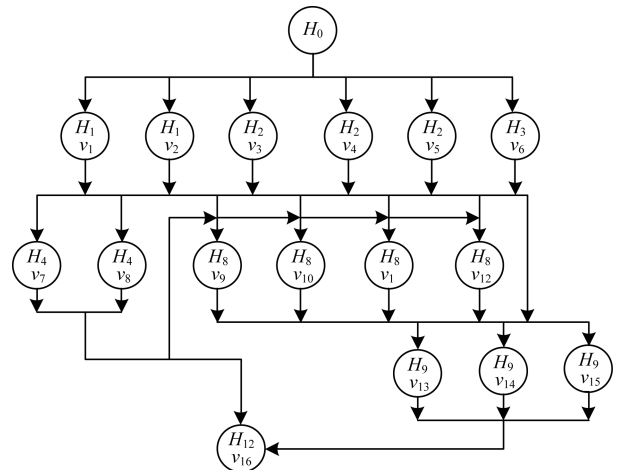 H₀
H₁ H₁ H₂ H₂ H₂ H₃
v₁ v₂ v₃ v₄ v₅ v₆
H₄ H₄ H₈ H₈ H₈ H₈
v₇ v₈ v₉ v₁₀ v₁ v₁₂
H₉ H₉ H₉
v₁₃ v₁₄ v₁₅
H₁₂
v₁₆